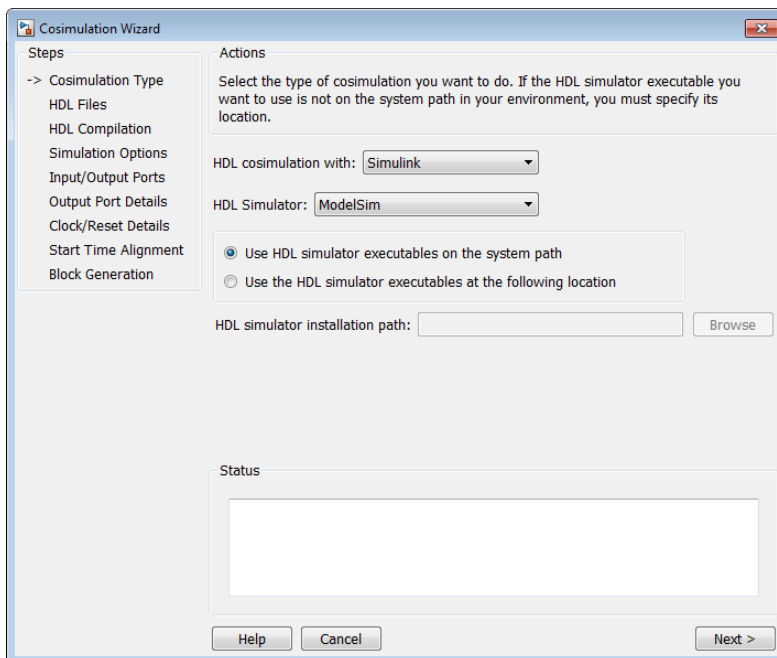 Cosimulation Wizard
Steps
-> Cosimulation Type
HDL Files
HDL Compilation
Simulation Options
Input/Output Ports
Output Port Details
Clock/Reset Details
Start Time Alignment
Block Generation
Actions
Select the type of cosimulation you want to do. If the HDL simulator executable you
want to use is not on the system path in your environment, you must specify its
location.
HDL cosimulation with: Simulink
HDL Simulator: ModelSim
Use HDL simulator executables on the system path
Use the HDL simulator executables at the following location
HDL simulator installation path: Browse
Status
Help Cancel Next >